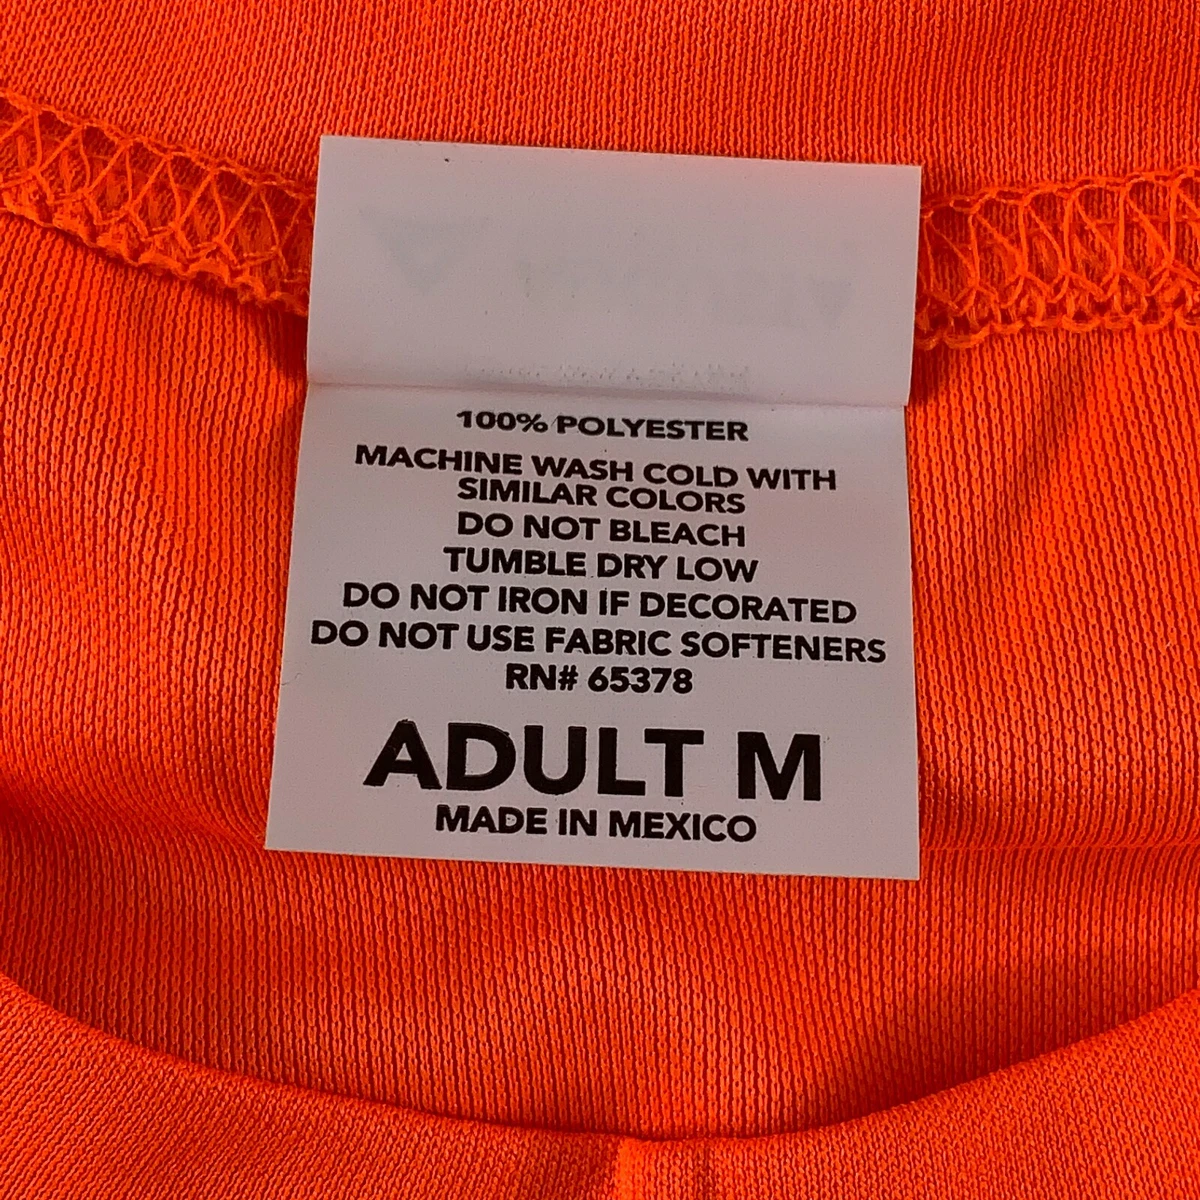 100% POLYESTER
MACHINE WASH COLD WITH
SIMILAR COLORS
DO NOT BLEACH
TUMBLE DRY LOW
DO NOT IRON IF DECORATED
DO NOT USE FABRIC SOFTENERS
RN# 65378
ADULT M
MADE IN MEXICO